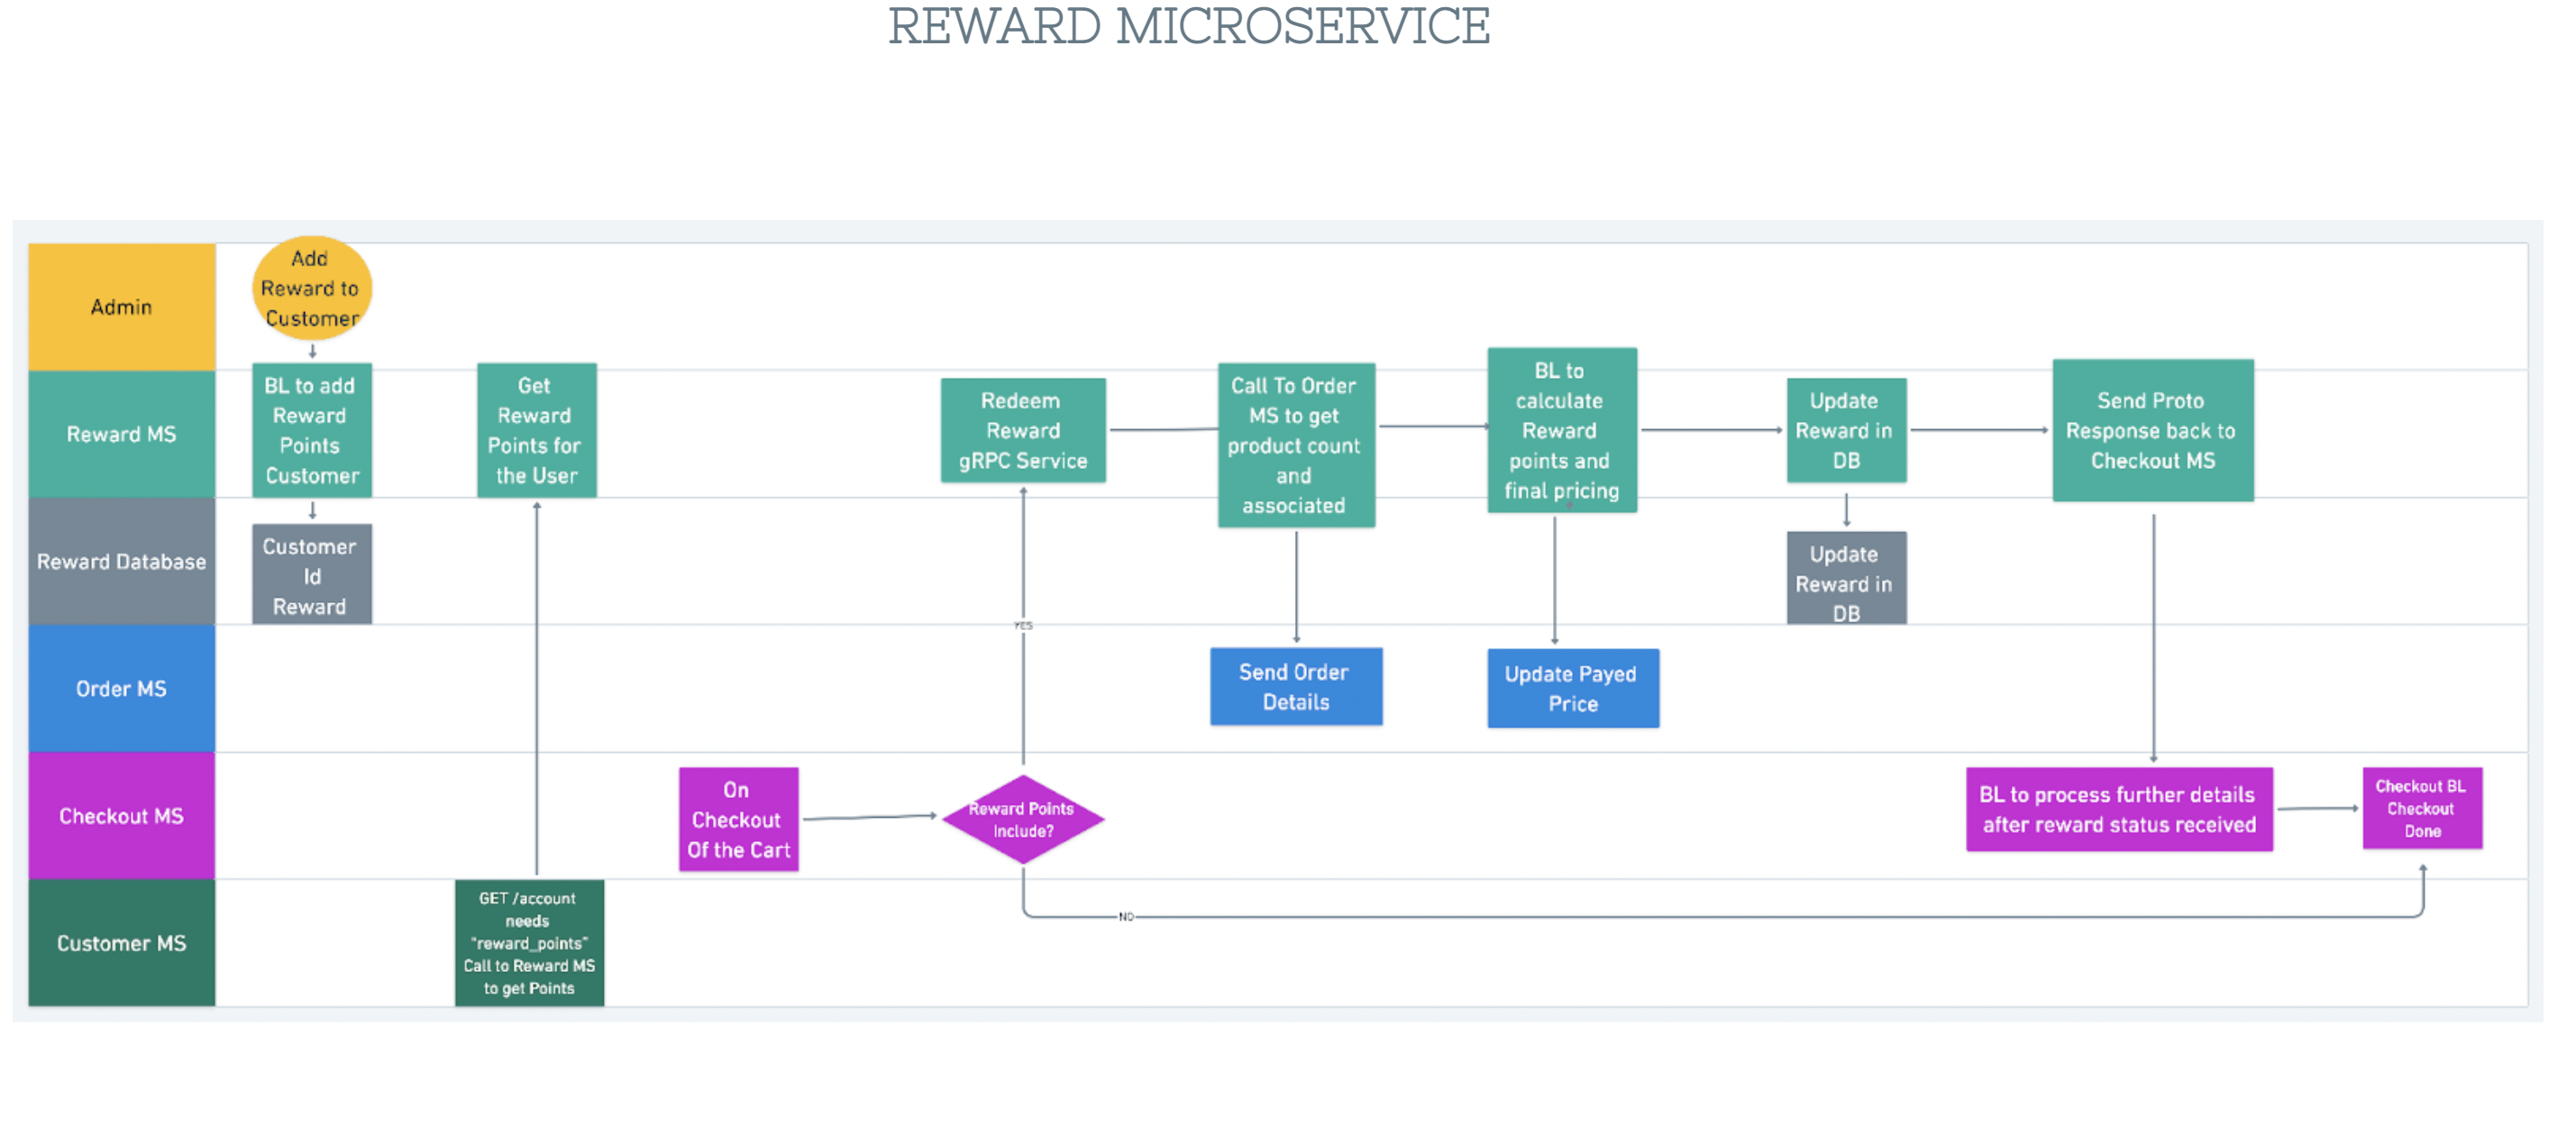 REWARD MICROSERVICE
Admin
Add
Reward to
Customer
Reward MS
BL to add
Reward
Points
Customer
Get
Reward
Points for
the User
Redeem
Reward
gRPC Service
Call To Order
MS to get
product count
and
associated
BL to
calculate
Reward
points and
final pricing
Update
Reward in
DB
Send Proto
Response back to
Checkout MS
Reward Database
Customer
Id
Reward
Update
Reward in
DB
YES
Order MS
Send Order
Details
Update Payed
Price
Checkout MS
On
Checkout
Of the Cart
Reward Points
Include?
BL to process further details
after reward status received
Checkout BL
Checkout
Done
NO
Customer MS
GET /account
needs
"reward_points"
Call to Reward MS
to get Points